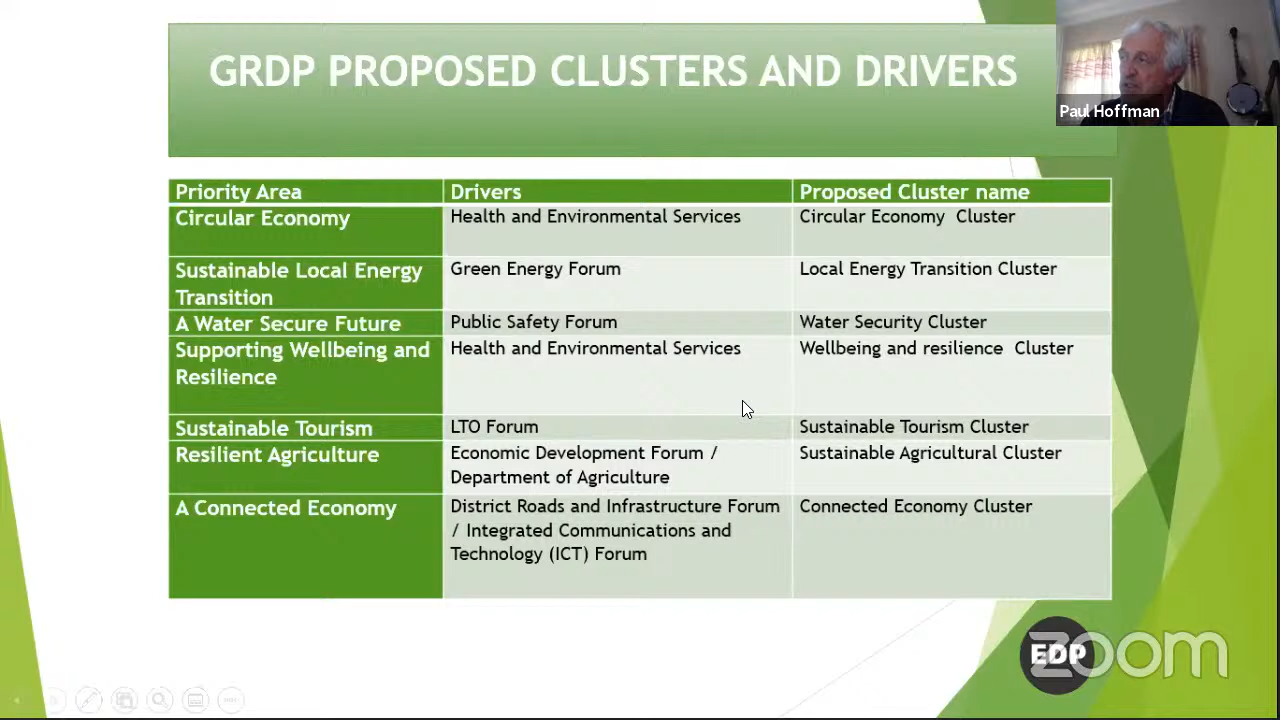 GRDP PROPOSED CLUSTERS AND DRIVERS
Paul Hoffman
Priority Area
Drivers
Proposed Cluster name
Circular Economy
Health and Environmental Services
Circular Economy Cluster
Sustainable Local Energy
Transition
Green Energy Forum
Local Energy Transition Cluster
A Water Secure Future
Public Safety Forum
Water Security Cluster
Supporting Wellbeing and
Resilience
Health and Environmental Services
Wellbeing and resilience Cluster
Sustainable Tourism
LTO Forum
Sustainable Tourism Cluster
Resilient Agriculture
Economic Development Forum /
Department of Agriculture
Sustainable Agricultural Cluster
A Connected Economy
District Roads and Infrastructure Forum
/ Integrated Communications and
Technology (ICT) Forum
Connected Economy Cluster
EDP
zoom